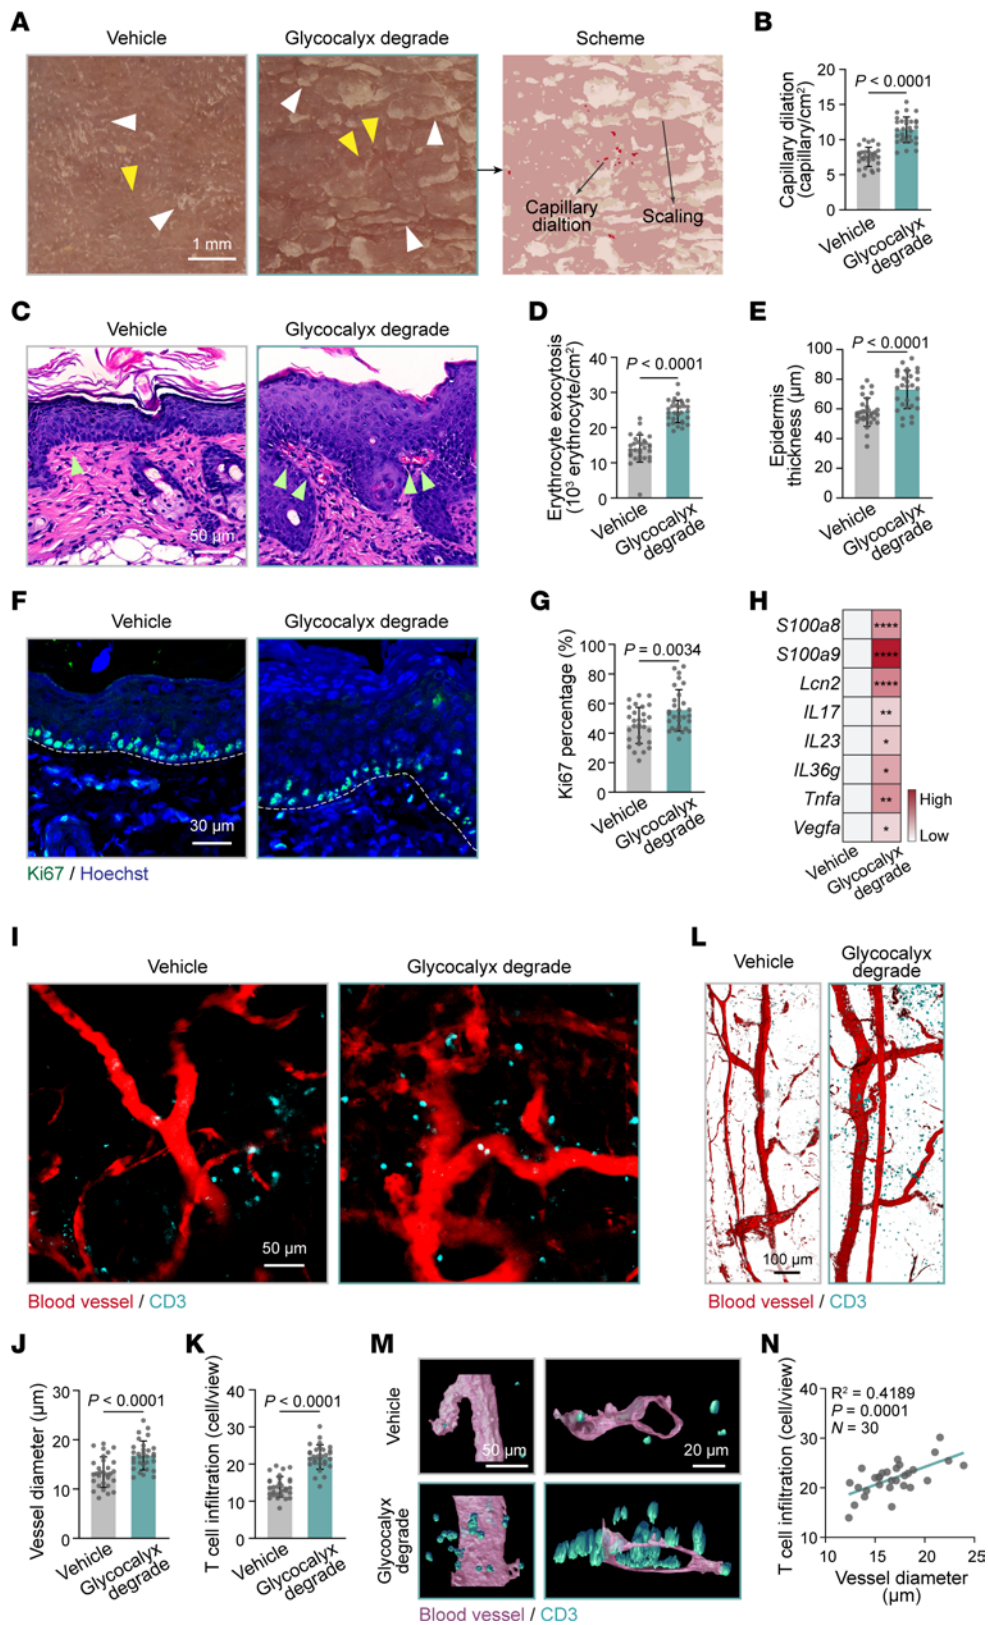 A
Vehicle
Glycocalyx degrade
Scheme
1 mm
Capillary
dialtion
Scaling
B
Capillary dilation
(capillary/cm²)
20
15
10
5
0
P < 0.0001
Vehicle
Glycocalyx
degrade
C
Vehicle
Glycocalyx degrade
50 µm
D
Erythrocyte exocytosis
(10³ erythrocyte/cm²)
40
30
20
10
0
P < 0.0001
Vehicle
Glycocalyx
degrade
E
Epidermis
thickness (µm)
100
80
60
40
20
0
P < 0.0001
Vehicle
Glycocalyx
degrade
F
Vehicle
Glycocalyx degrade
30 µm
Ki67 / Hoechst
G
Ki67 percentage (%)
100
80
60
40
20
0
P = 0.0034
Vehicle
Glycocalyx
degrade
H
S100a8 ****
S100a9 ****
Lcn2 ****
IL17 **
IL23 *
IL36g *
Tnfa **
Vegfa *
High
Low
Vehicle
Glycocalyx
degrade
I
Vehicle
Glycocalyx degrade
50 µm
Blood vessel / CD3
L
Vehicle
Glycocalyx
degrade
100 µm
Blood vessel / CD3
J
Vessel diameter (µm)
30
20
10
0
P < 0.0001
Vehicle
Glycocalyx
degrade
K
T cell infiltration (cell/view)
40
30
20
10
0
P < 0.0001
Vehicle
Glycocalyx
degrade
M
Vehicle
50 µm
20 µm
Glycocalyx
degrade
Blood vessel / CD3
N
T cell infiltration (cell/view)
40
30
20
10
R² = 0.4189
P = 0.0001
N = 30
10
15
20
25
Vessel diameter
(µm)